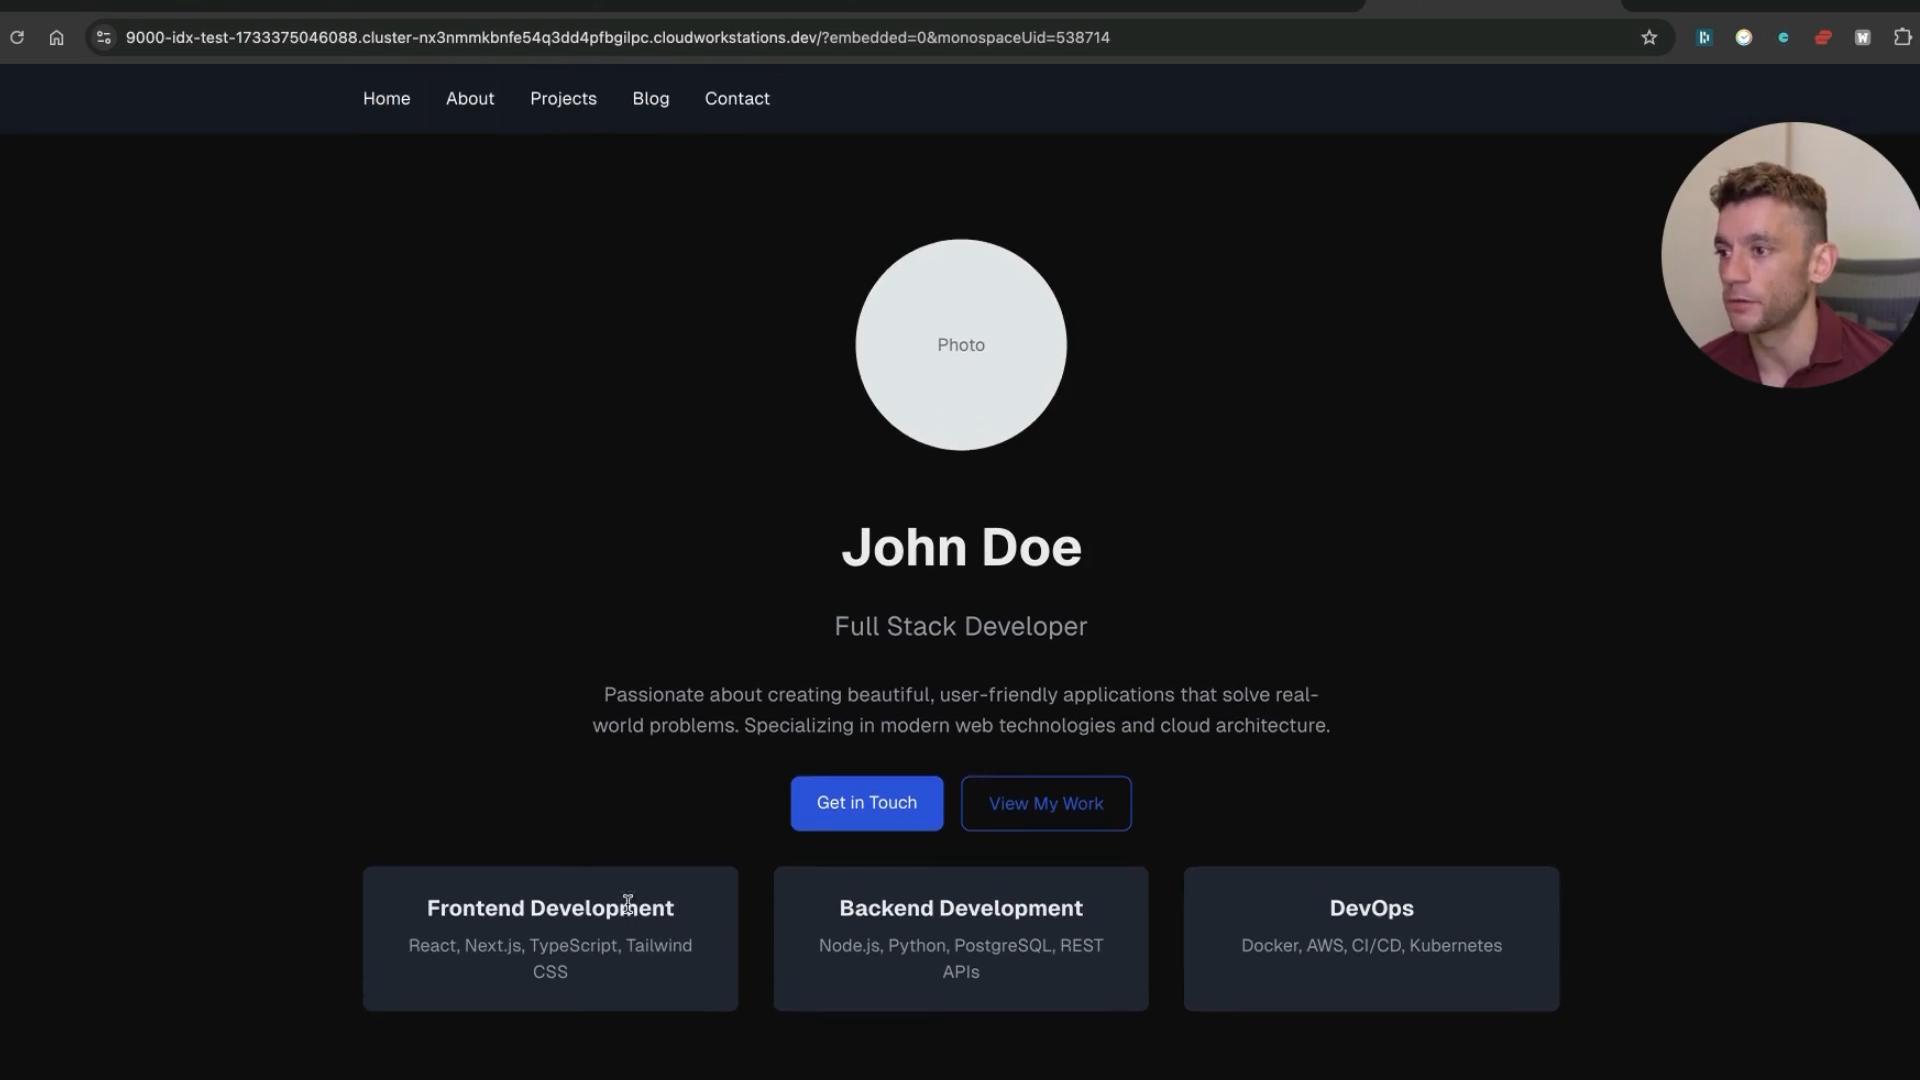 9000-idx-test-1733375046088.cluster-nx3nmmkbnfe54q3dd4pfbgilpc.cloudworkstations.dev/?embedded=0&monospaceUid=538714
W
Home About Projects Blog Contact
Photo
John Doe
Full Stack Developer
Passionate about creating beautiful, user-friendly applications that solve real-
world problems. Specializing in modern web technologies and cloud architecture.
Get in Touch View My Work
Frontend Development
React, Next.js, TypeScript, Tailwind
CSS
Backend Development
Node.js, Python, PostgreSQL, REST
APIs
DevOps
Docker, AWS, CI/CD, Kubernetes